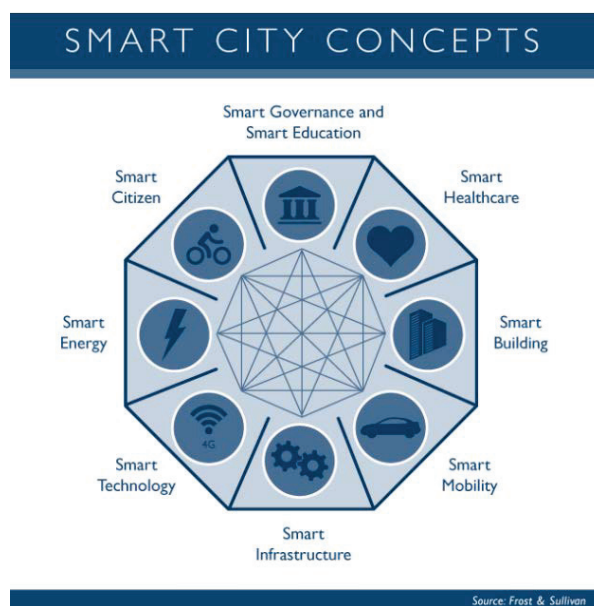 SMART CITY CONCEPTS
Smart Governance and
Smart Education
Smart
Citizen
Smart
Healthcare
Smart
Energy
Smart
Building
4G
Smart
Technology
Smart
Mobility
Smart
Infrastructure
Source: Frost & Sullivan